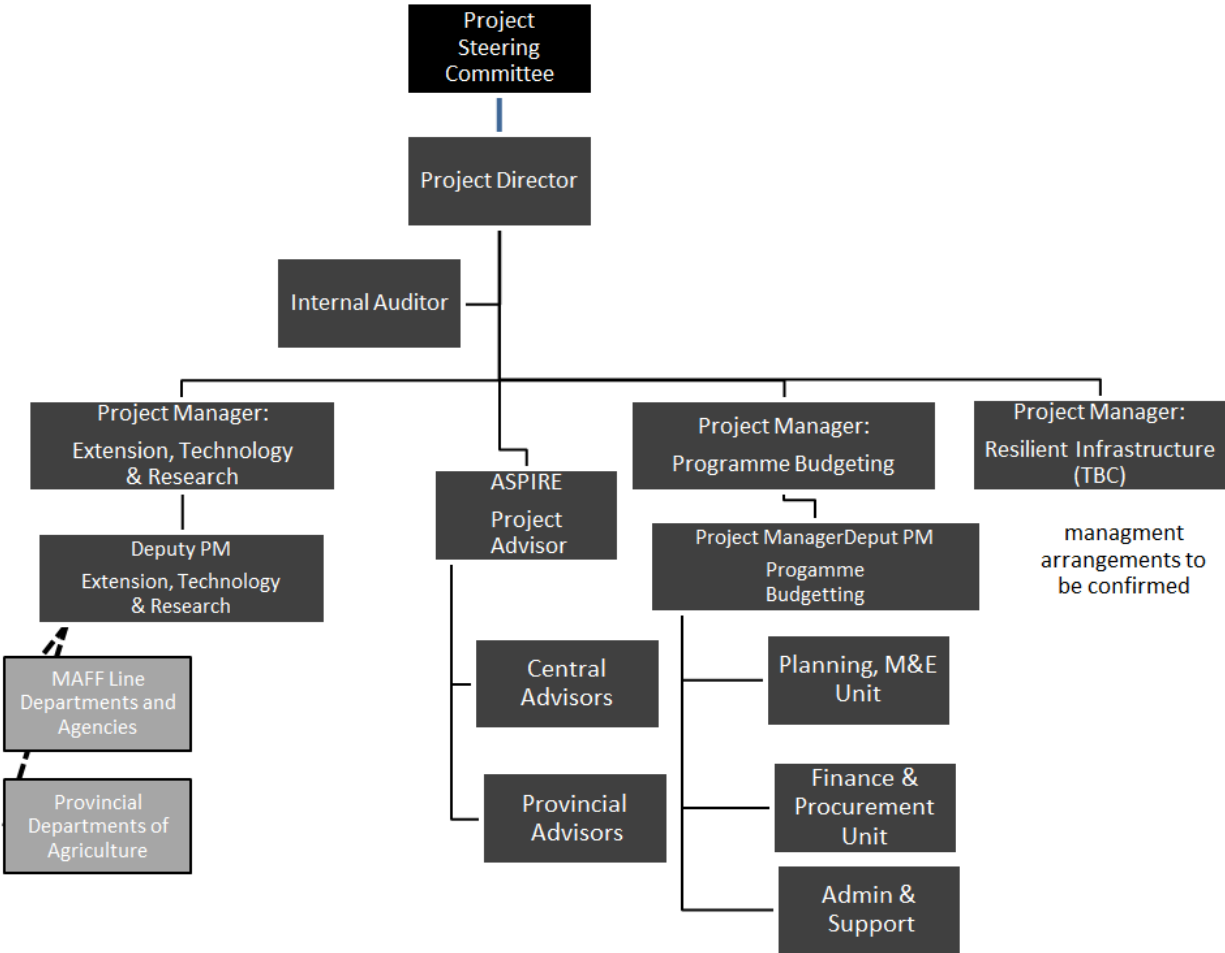 Project
Steering
Committee
Project Director
Internal Auditor
Project Manager:
Extension, Technology
& Research
Deputy PM
Extension, Technology
& Research
MAFF Line
Departments and
Agencies
Provincial
Departments of
Agriculture
ASPIRE
Project
Advisor
Central
Advisors
Provincial
Advisors
Project Manager:
Programme Budgeting
Project ManagerDeput PM
Progamme
Budgetting
Planning, M&E
Unit
Finance &
Procurement
Unit
Admin &
Support
Project Manager:
Resilient Infrastructure
(TBC)
managment
arrangements to
be confirmed